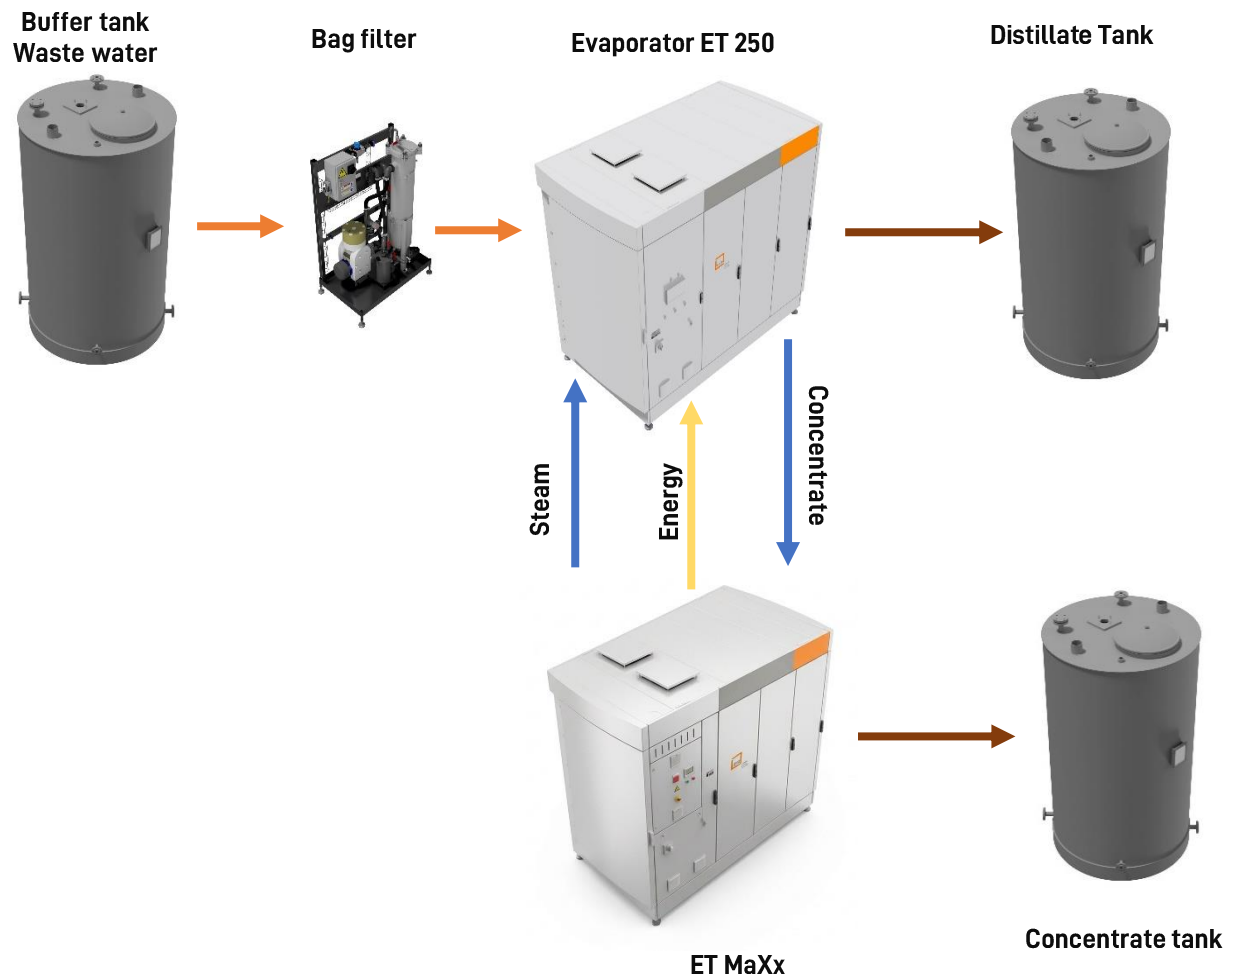 Buffer tank
Waste water
Bag filter
Evaporator ET 250
Distillate Tank
Steam
Energy
Concentrate
Concentrate tank
ET MaXx